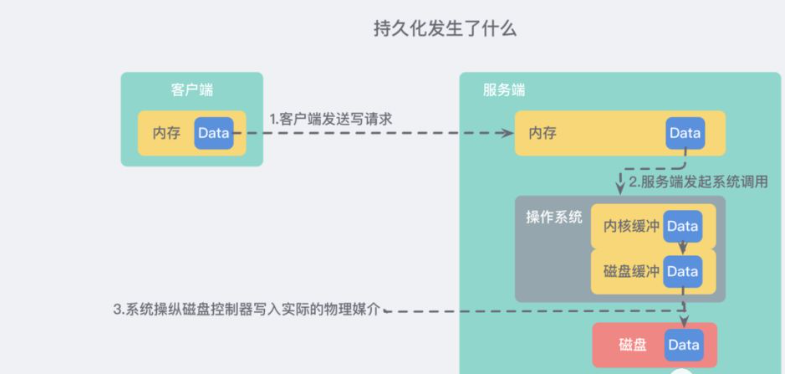 持久化发生了什么
客户端
服务端
内存 Data
1.客户端发送写请求
内存 Data
2.服务端发起系统调用
操作系统
内核缓冲 Data
磁盘缓冲 Data
3.系统操纵磁盘控制器写入实际的物理媒介
磁盘 Data